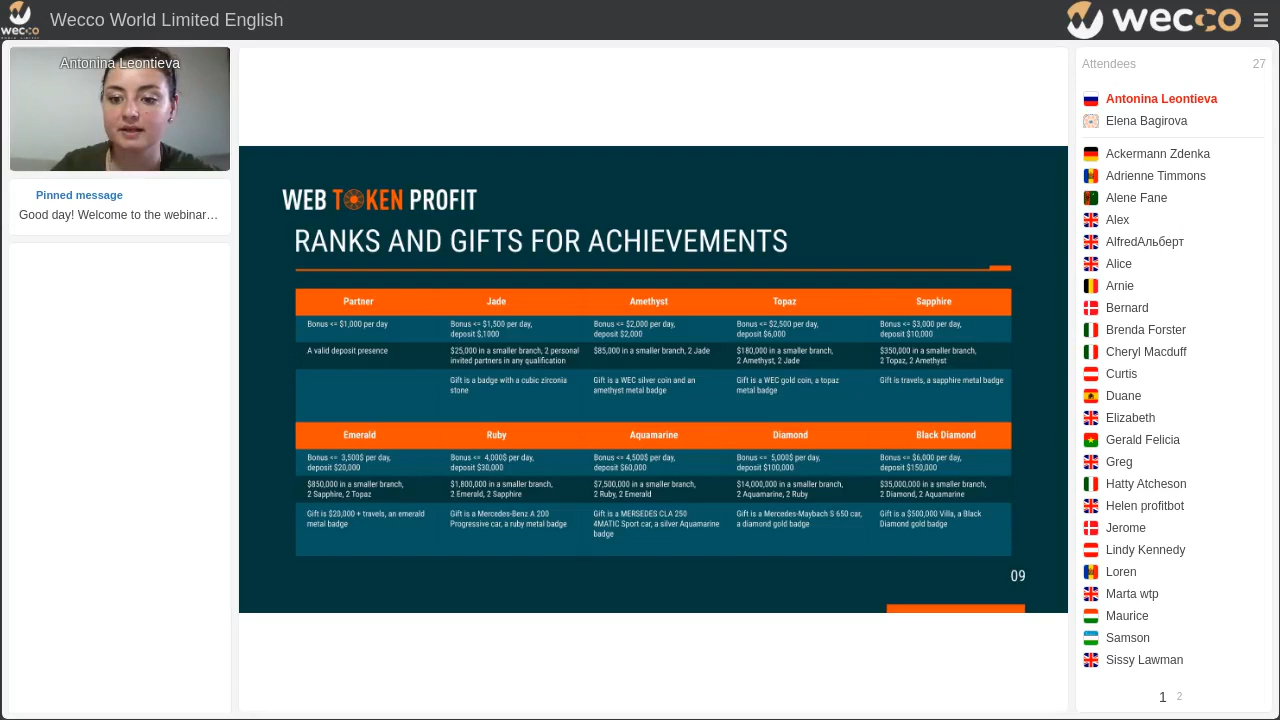 wecco
Wecco World Limited English
wecco
Antonina Leontieva
Pinned message
Good day! Welcome to the webinar…
WEB TOKEN PROFIT
RANKS AND GIFTS FOR ACHIEVEMENTS
Partner Jade Amethyst Topaz Sapphire
Bonus <= $1,000 per day Bonus <= $1,500 per day, Bonus <= $2,000 per day, Bonus <= $2,500 per day, Bonus <= $3,000 per day,
deposit $,1000 deposit $2,000 deposit $6,000 deposit $10,000
A valid deposit presence $25,000 in a smaller branch, 2 personal $85,000 in a smaller branch, 2 Jade $180,000 in a smaller branch, $350,000 in a smaller branch,
invited partners in any qualification 2 Amethyst, 2 Jade 2 Topaz, 2 Amethyst
Gift is a badge with a cubic zirconia Gift is a WEC silver coin and an Gift is a WEC gold coin, a topaz Gift is travels, a sapphire metal badge
stone amethyst metal badge metal badge
Emerald Ruby Aquamarine Diamond Black Diamond
Bonus <= 3,500$ per day, Bonus <= 4,000$ per day, Bonus <= 4,500$ per day, Bonus <= 5,000$ per day, Bonus <= $6,000 per day,
deposit $20,000 deposit $30,000 deposit $60,000 deposit $100,000 deposit $150,000
$850,000 in a smaller branch, $1,800,000 in a smaller branch, $7,500,000 in a smaller branch, $14,000,000 in a smaller branch, $35,000,000 in a smaller branch,
2 Sapphire, 2 Topaz 2 Emerald, 2 Sapphire 2 Ruby, 2 Emerald 2 Aquamarine, 2 Ruby 2 Diamond, 2 Aquamarine
Gift is $20,000 + travels, an emerald Gift is a Mercedes-Benz A 200 Gift is a MERSEDES CLA 250 Gift is a Mercedes-Maybach S 650 car, Gift is a $500,000 Villa, a Black
metal badge Progressive car, a ruby metal badge 4MATIC Sport car, a silver Aquamarine a diamond gold badge Diamond gold badge
badge
09
Attendees 27
Antonina Leontieva
Elena Bagirova
Ackermann Zdenka
Adrienne Timmons
Alene Fane
Alex
AlfredАльберт
Alice
Arnie
Bernard
Brenda Forster
Cheryl Macduff
Curtis
Duane
Elizabeth
Gerald Felicia
Greg
Hatty Atcheson
Helen profitbot
Jerome
Lindy Kennedy
Loren
Marta wtp
Maurice
Samson
Sissy Lawman
1 2